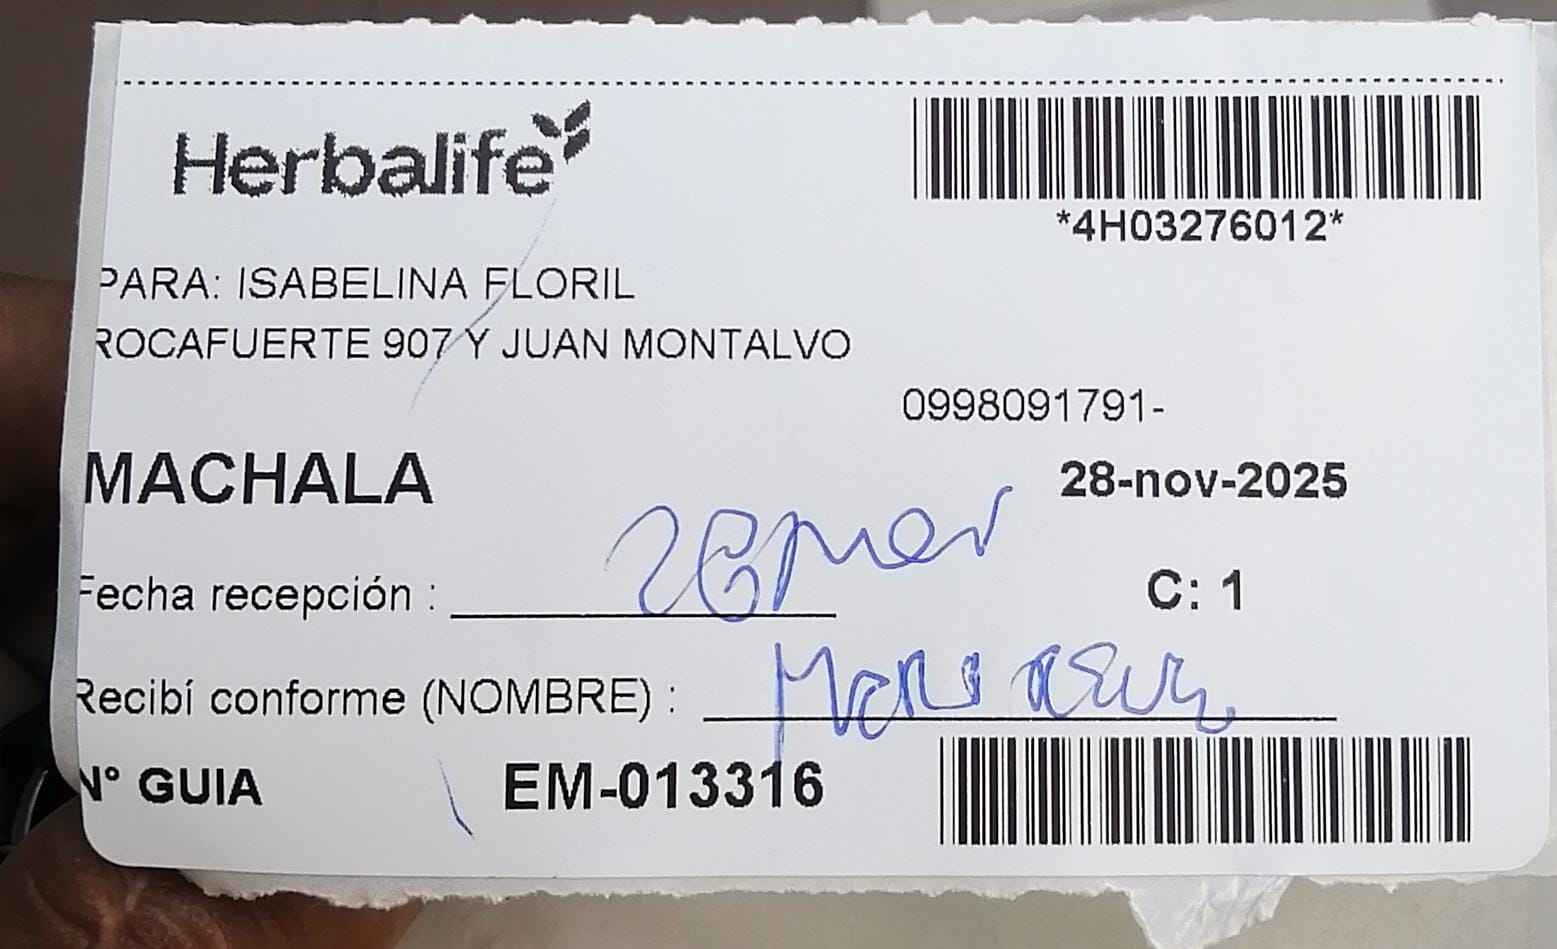 Herbalife
*4H03276012*
PARA: ISABELINA FLORIL
ROCAFUERTE 907 Y JUAN MONTALVO
0998091791-
MACHALA
28-nov-2025
Fecha recepción :
C: 1
Recibí conforme (NOMBRE) :
N° GUIA EM-013316